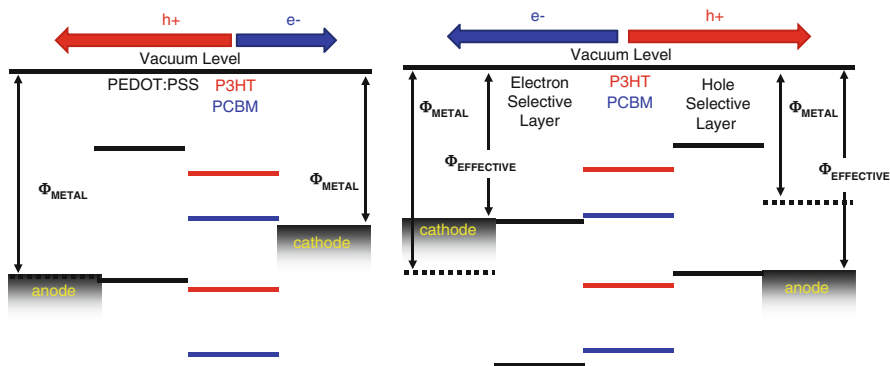 h+
e-
Vacuum Level
PEDOT:PSS
P3HT
PCBM
ΦMETAL
ΦMETAL
cathode
anode
e-
h+
Vacuum Level
Electron
Selective
Layer
P3HT
PCBM
Hole
Selective
Layer
ΦMETAL
ΦEFFECTIVE
ΦMETAL
ΦEFFECTIVE
cathode
anode